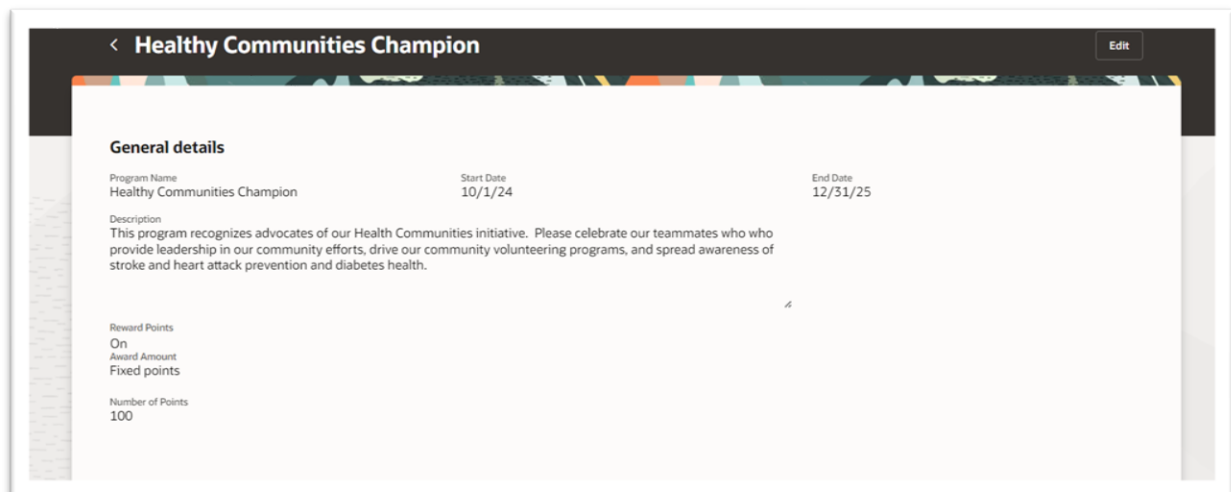 Healthy Communities Champion
Edit
General details
Program Name
Healthy Communities Champion
Start Date
10/1/24
End Date
12/31/25
Description
This program recognizes advocates of our Health Communities initiative.  Please celebrate our teammates who who
provide leadership in our community efforts, drive our community volunteering programs, and spread awareness of
stroke and heart attack prevention and diabetes health.
Reward Points
On
Award Amount
Fixed points
Number of Points
100